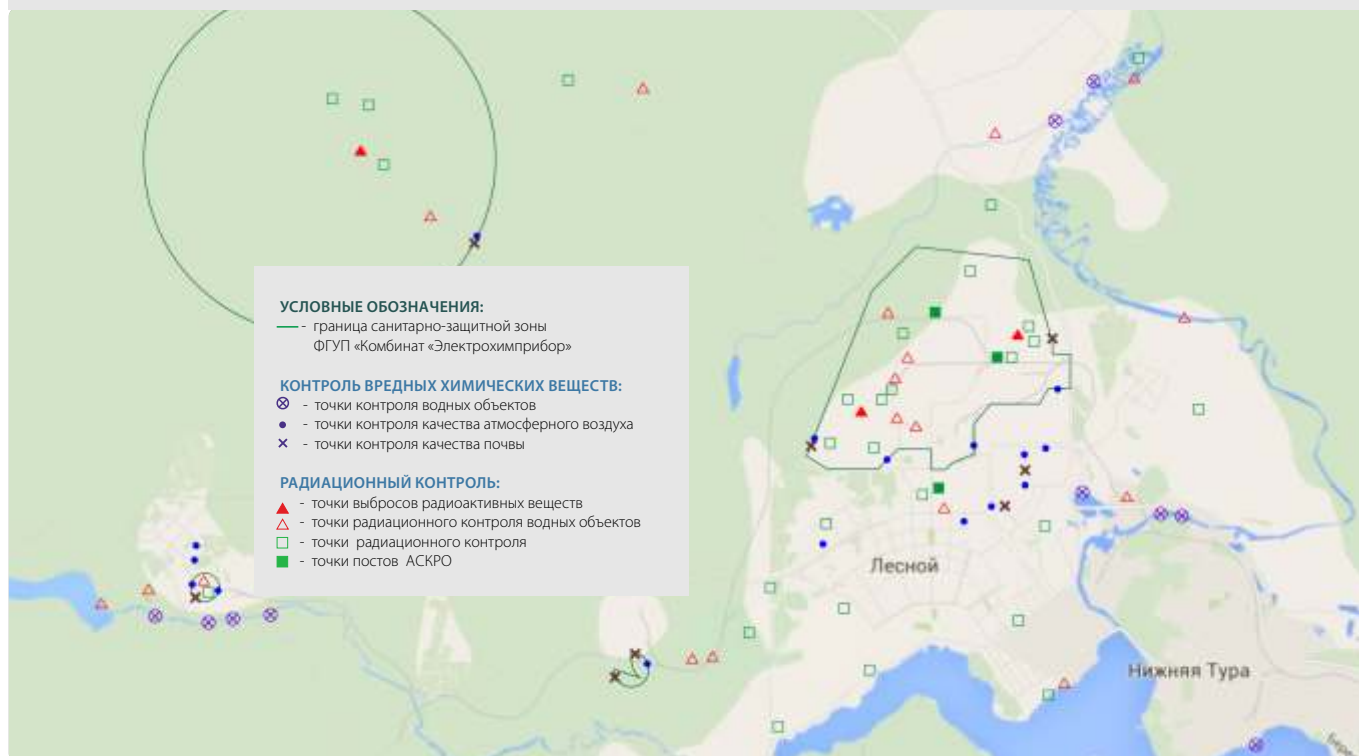 УСЛОВНЫЕ ОБОЗНАЧЕНИЯ:
- граница санитарно-защитной зоны
ФГУП «Комбинат «Электрохимприбор»
КОНТРОЛЬ ВРЕДНЫХ ХИМИЧЕСКИХ ВЕЩЕСТВ:
- точки контроля водных объектов
- точки контроля качества атмосферного воздуха
- точки контроля качества почвы
РАДИАЦИОННЫЙ КОНТРОЛЬ:
- точки выбросов радиоактивных веществ
- точки радиационного контроля водных объектов
- точки радиационного контроля
- точки постов АСКРО
Лесной
Нижняя Тура